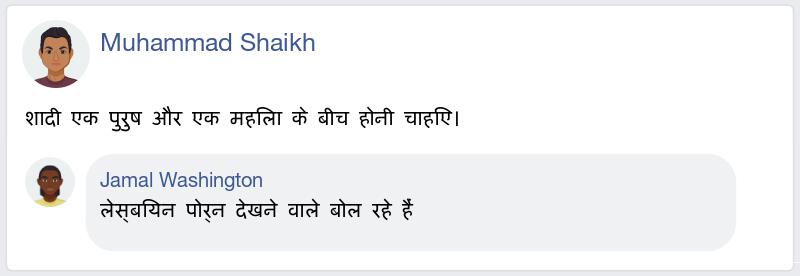 Muhammad Shaikh
शादी एक पुरुष और एक महिला के बीच होनी चाहिए।
Jamal Washington
लेस्बियन पोर्न देखने वाले बोल रहे हैं